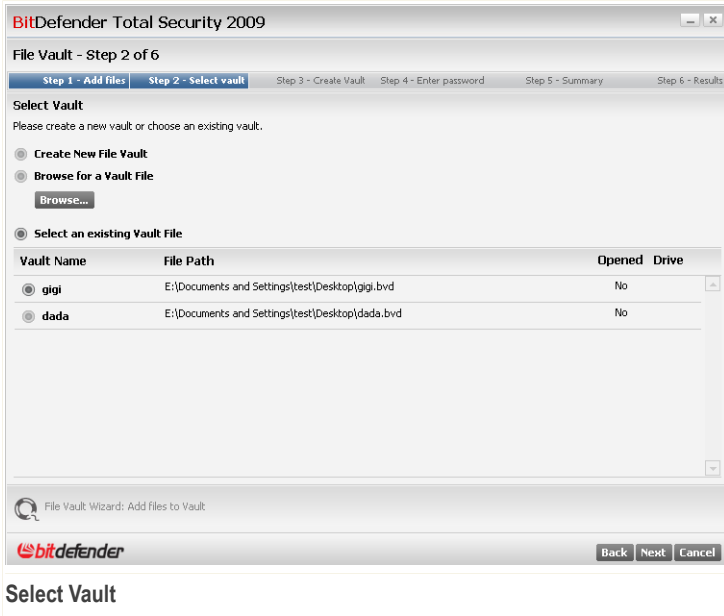 BitDefender Total Security 2009
File Vault - Step 2 of 6
Step 1 - Add files Step 2 - Select vault Step 3 - Create Vault Step 4 - Enter password Step 5 - Summary Step 6 - Results
Select Vault
Please create a new vault or choose an existing vault.
Create New File Vault
Browse for a Vault File
Browse...
Select an existing Vault File
Vault Name File Path Opened Drive
gigi E:\Documents and Settings\test\Desktop\gigi.bvd No
dada E:\Documents and Settings\test\Desktop\dada.bvd No
File Vault Wizard: Add files to Vault
bitdefender Back Next Cancel
Select Vault